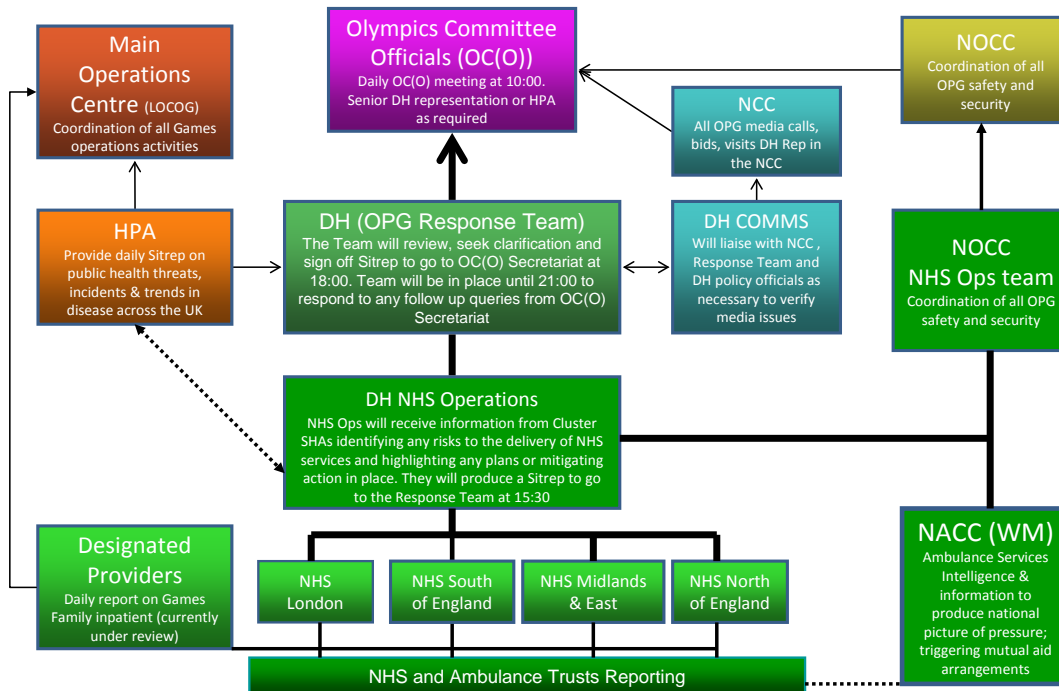 Main
Operations
Centre (LOCOG)
Coordination of all Games
operations activities
Olympics Committee
Officials (OC(O))
Daily OC(O) meeting at 10:00.
Senior DH representation or HPA
as required
NOCC
Coordination of all
OPG safety and
security
NCC
All OPG media calls,
bids, visits DH Rep in
the NCC
HPA
Provide daily Sitrep on
public health threats,
incidents & trends in
disease across the UK
DH (OPG Response Team)
The Team will review, seek clarification and
sign off Sitrep to go to OC(O) Secretariat at
18:00. Team will be in place until 21:00 to
respond to any follow up queries from OC(O)
Secretariat
DH COMMS
Will liaise with NCC ,
Response Team and
DH policy officials as
necessary to verify
media issues
NOCC
NHS Ops team
Coordination of all OPG
safety and security
DH NHS Operations
NHS Ops will receive information from Cluster
SHAs identifying any risks to the delivery of NHS
services and highlighting any plans or mitigating
action in place. They will produce a Sitrep to go
to the Response Team at 15:30
Designated
Providers
Daily report on Games
Family inpatient (currently
under review)
NHS
London
NHS South
of England
NHS Midlands
& East
NHS North
of England
NACC (WM)
Ambulance Services
Intelligence &
information to
produce national
picture of pressure;
triggering mutual aid
arrangements
NHS and Ambulance Trusts Reporting